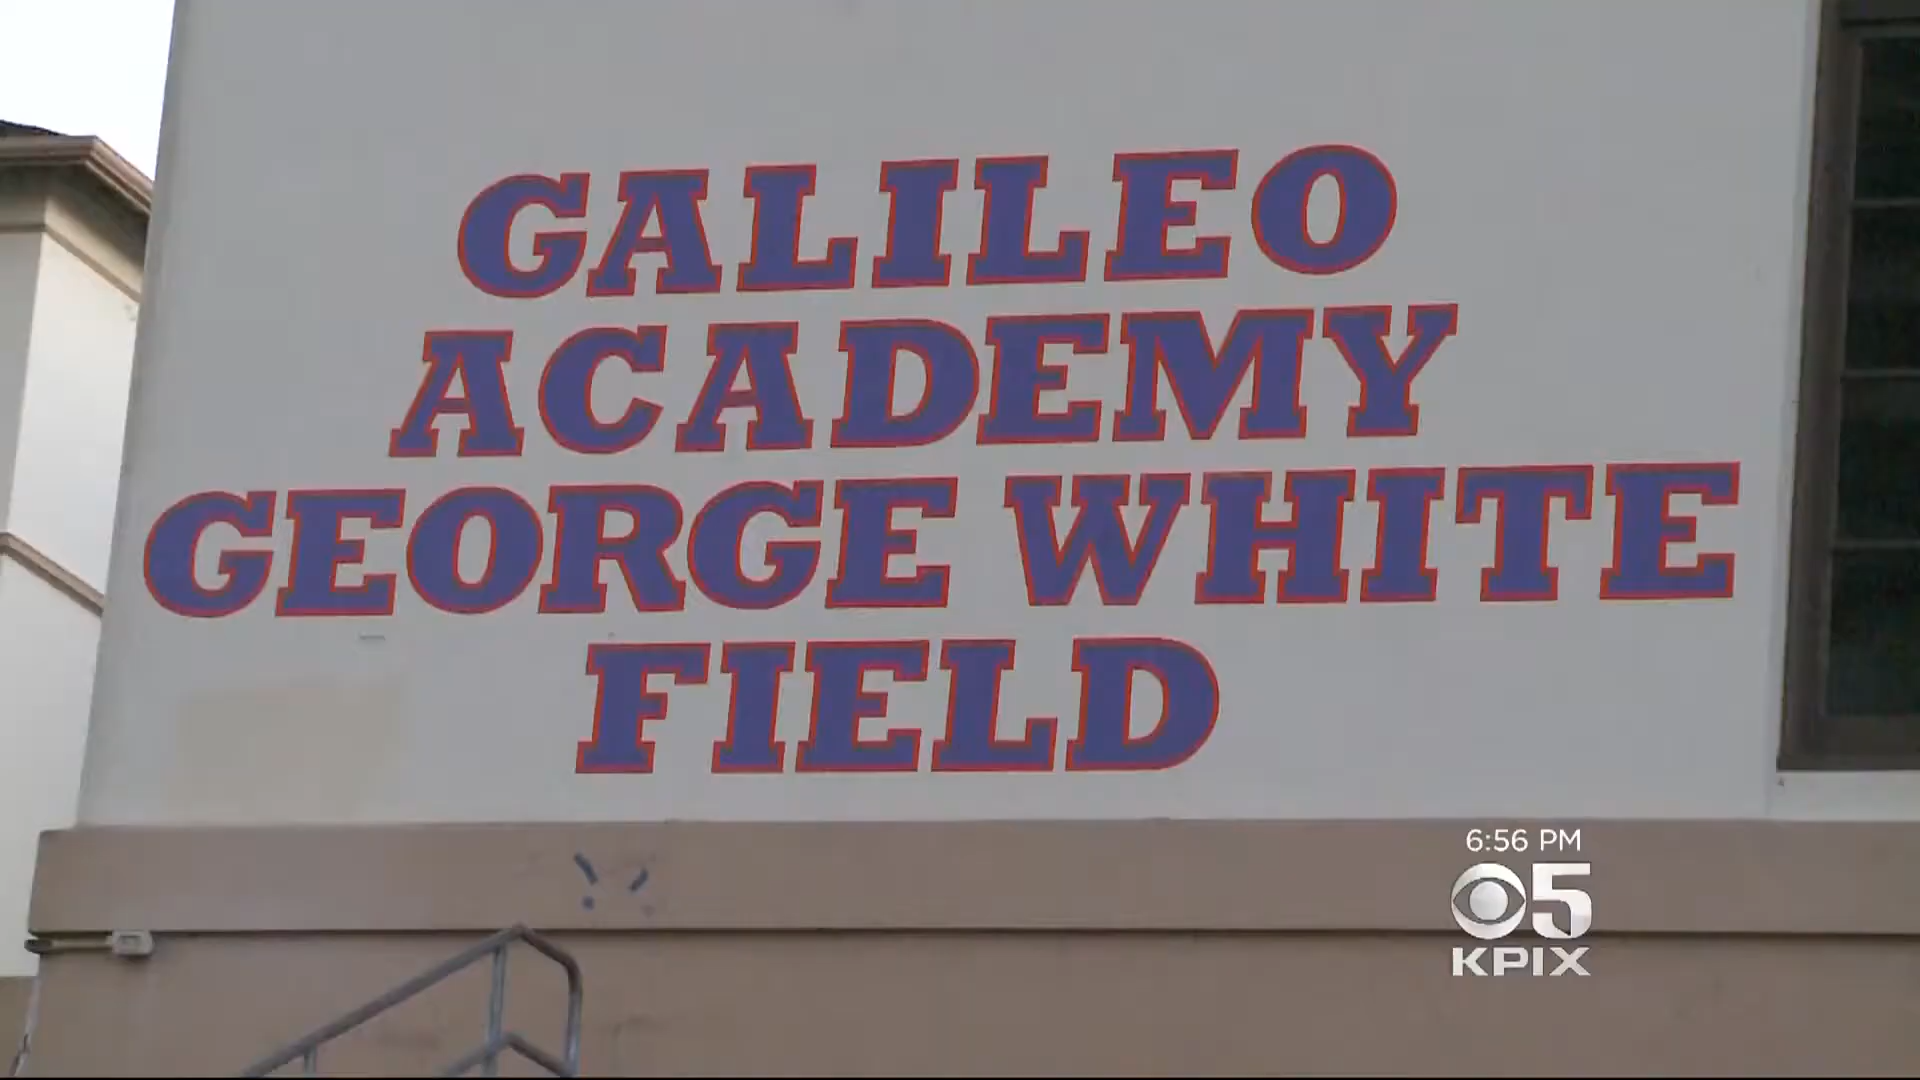 GALILEO
ACADEMY
GEORGE WHITE
FIELD
6:56 PM
5
KPIX